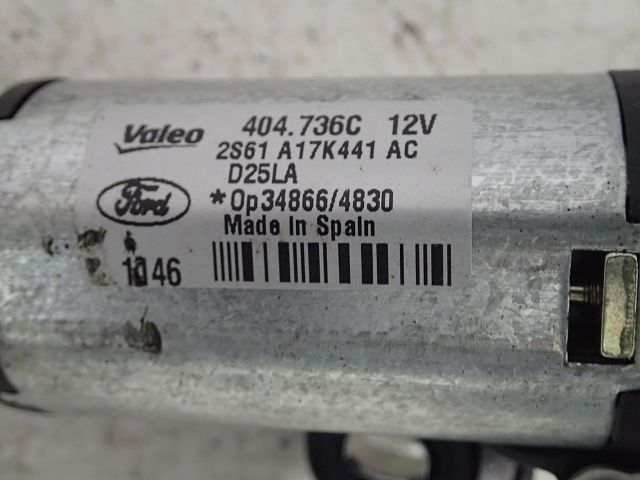 Valeo 404.736C 12V
2S61 A17K441 AC
D25LA
Ford *Op34866/4830
Made In Spain
1046